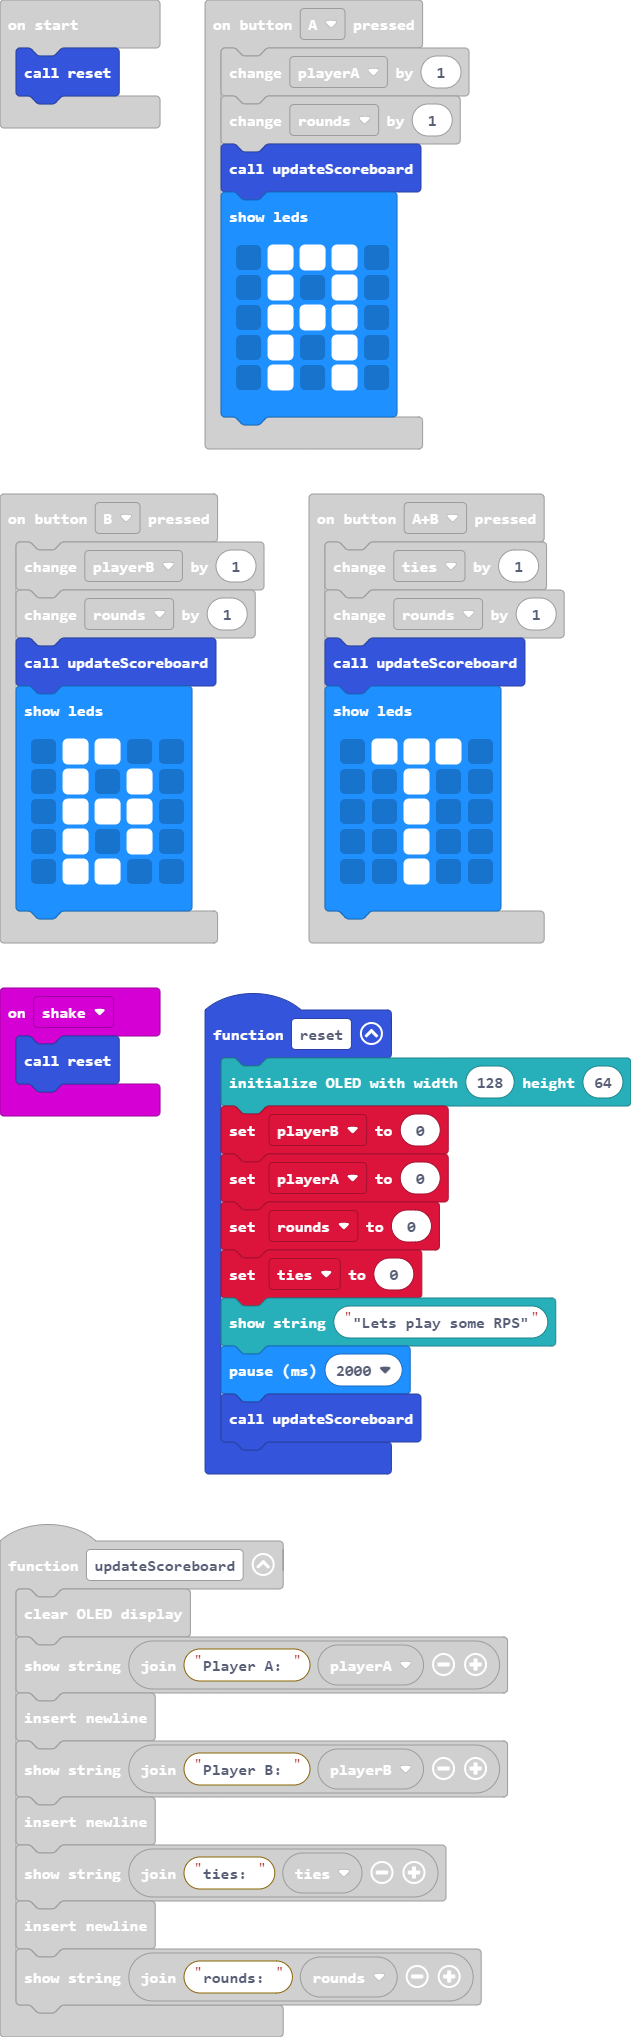 on start
call reset
on button A pressed
change playerA by 1
change rounds by 1
call updateScoreboard
show leds
on button B pressed
change playerB by 1
change rounds by 1
call updateScoreboard
show leds
on button A+B pressed
change ties by 1
change rounds by 1
call updateScoreboard
show leds
on shake
call reset
function reset
initialize OLED with width 128 height 64
set playerB to 0
set playerA to 0
set rounds to 0
set ties to 0
show string ""Lets play some RPS""
pause (ms) 2000
call updateScoreboard
function updateScoreboard
clear OLED display
show string join "Player A: " playerA
insert newline
show string join "Player B: " playerB
insert newline
show string join "ties: " ties
insert newline
show string join "rounds: " rounds